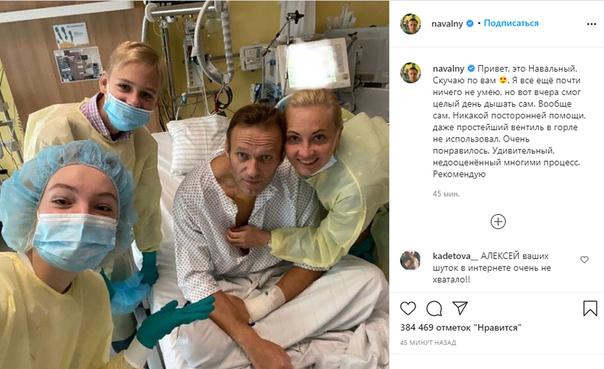 navalny • Подписаться
navalny Привет, это Навальный.
Скучаю по вам 😍. Я все ещё почти
ничего не умею, но вот вчера смог
целый день дышать сам. Вообще
сам. Никакой посторонней помощи,
даже простейший вентиль в горле
не использовал. Очень
понравилось. Удивительный,
недооценённый многими процесс.
Рекомендую
45 мин.
kadetova__ АЛЕКСЕЙ ваших
шуток в интернете очень не
хватало!!
384 469 отметок "Нравится"
45 МИНУТ НАЗАД